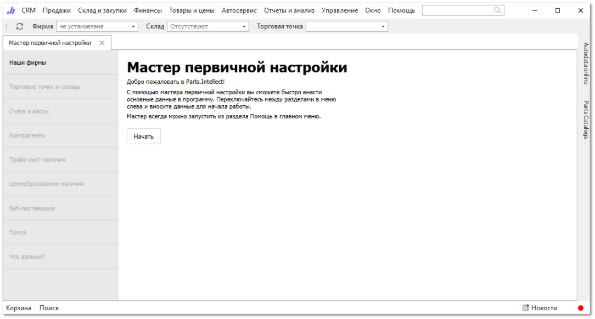 CRM Продажи Склад и закупки Финансы Товары и цены Автосервис Отчеты и анализ Управление Окно Помощь
Фирма не установлена Склад Отсутствуют Торговая точка
Мастер первичной настройки
Наши фирмы
Торговые точки и склады
Счета и кассы
Контрагенты
Прайс-лист наличия
Ценообразование наличия
Веб-поставщики
Почта
Что дальше?
Мастер первичной настройки
Добро пожаловать в Parts.Intellect!
С помощью мастера первичной настройки вы сможете быстро внести
основные данные в программу. Переключайтесь между разделами в меню
слева и вносите данные для начала работы.
Мастер всегда можно запустить из раздела Помощь в главном меню.
Начать
Autodata online
Parts Catalogs
Корзина Поиск Новости